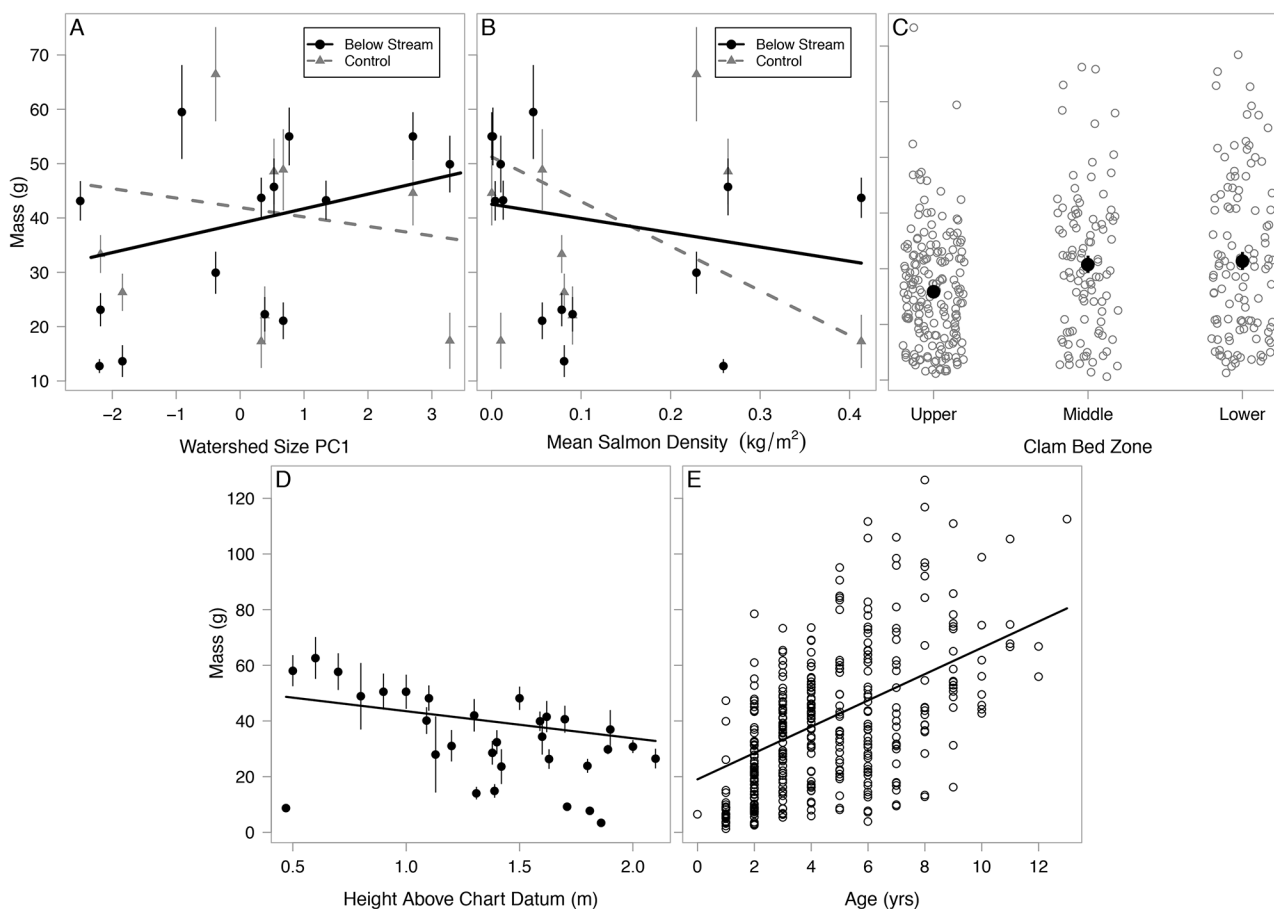 A
Below Stream
Control
B
Below Stream
Control
C
Mass (g)
70
60
50
40
30
20
10
−2 −1 0 1 2 3
0.0 0.1 0.2 0.3 0.4
Upper Middle Lower
Watershed Size PC1
Mean Salmon Density (kg/m²)
Clam Bed Zone
D
E
Mass (g)
120
100
80
60
40
20
0
0.5 1.0 1.5 2.0
0 2 4 6 8 10 12
Height Above Chart Datum (m)
Age (yrs)